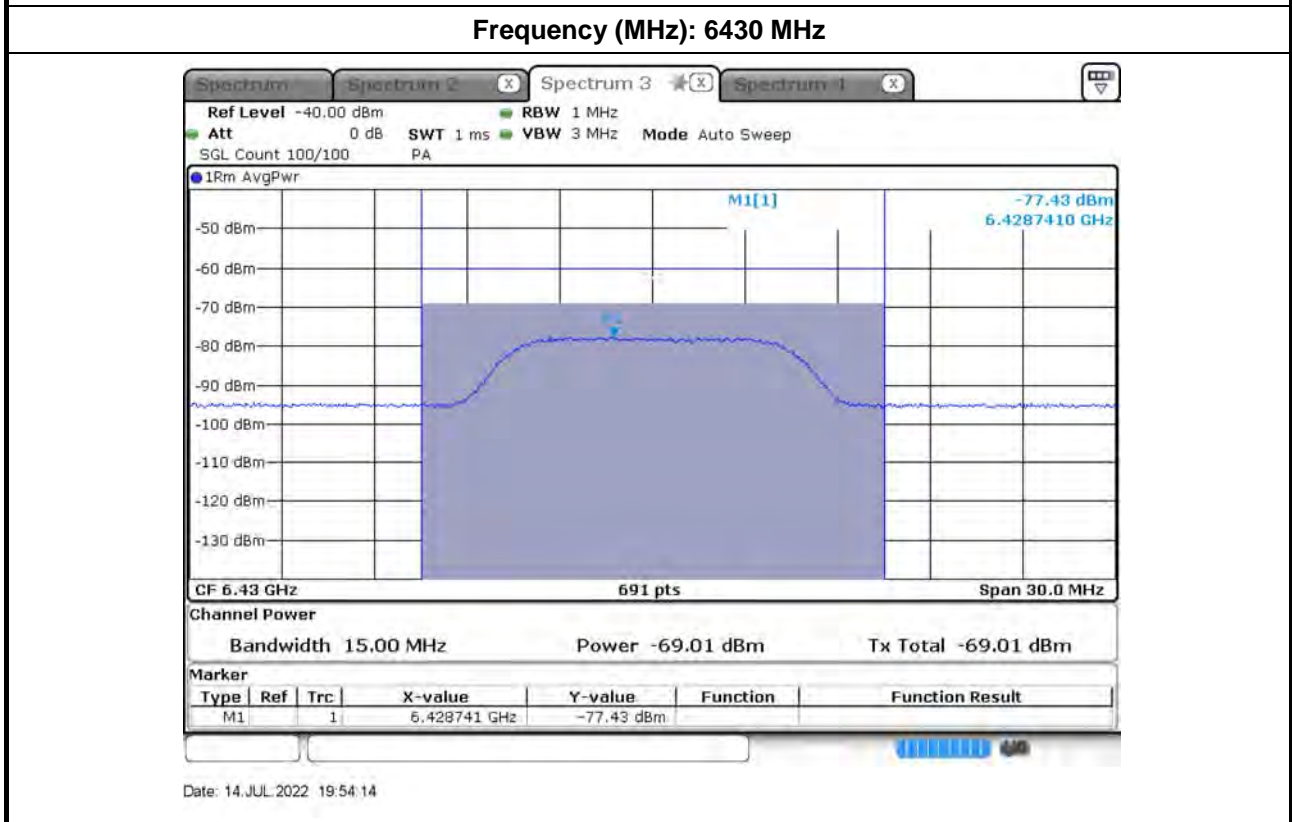 Frequency (MHz): 6430 MHz
Spectrum Spectrum 2 X Spectrum 3 X Spectrum 4 X
Ref Level -40.00 dBm RBW 1 MHz
Att 0 dB SWT 1 ms VBW 3 MHz Mode Auto Sweep
SGL Count 100/100 PA
1Rm AvgPwr
M1[1] -77.43 dBm
6.4287410 GHz
-50 dBm
-60 dBm
-70 dBm
M1
-80 dBm
-90 dBm
-100 dBm
-110 dBm
-120 dBm
-130 dBm
CF 6.43 GHz 691 pts Span 30.0 MHz
Channel Power
Bandwidth 15.00 MHz Power -69.01 dBm Tx Total -69.01 dBm
Marker
Type Ref Trc X-value Y-value Function Function Result
M1 1 6.428741 GHz -77.43 dBm
Date: 14.JUL.2022 19:54:14